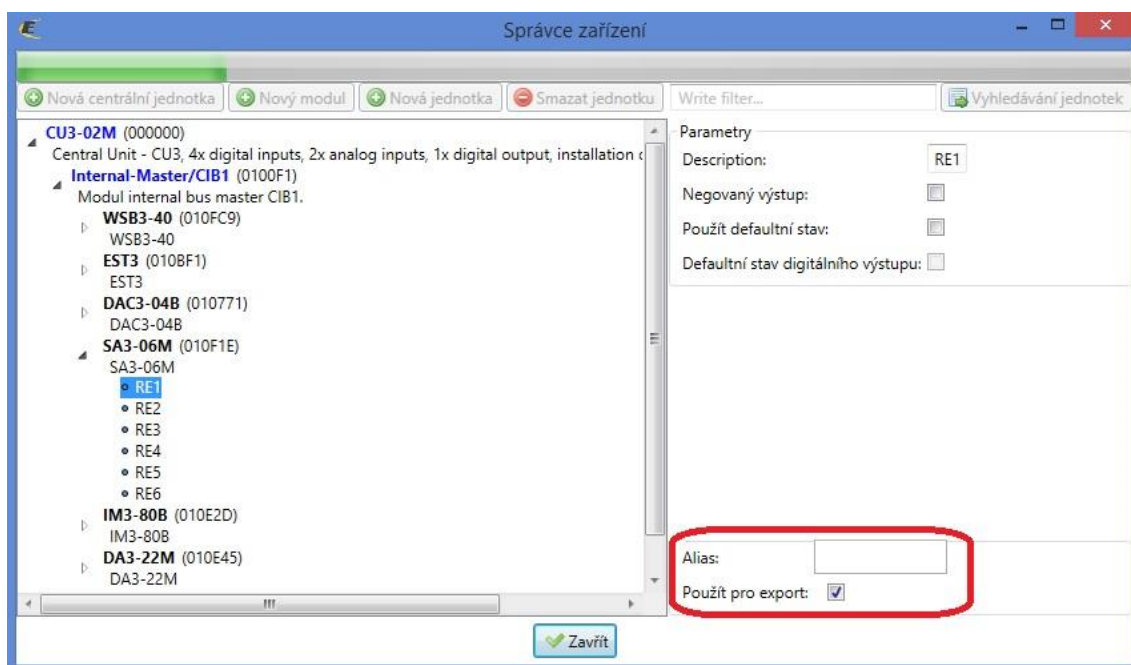 Správce zařízení
Nová centrální jednotka Nový modul Nová jednotka Smazat jednotku Write filter... Vyhledávání jednotek
CU3-02M (000000)
Central Unit - CU3, 4x digital inputs, 2x analog inputs, 1x digital output, installation
Internal-Master/CIB1 (0100F1)
Modul internal bus master CIB1.
WSB3-40 (010FC9)
WSB3-40
EST3 (010BF1)
EST3
DAC3-04B (010771)
DAC3-04B
SA3-06M (010F1E)
SA3-06M
RE1
RE2
RE3
RE4
RE5
RE6
IM3-80B (010E2D)
IM3-80B
DA3-22M (010E45)
DA3-22M
Parametry
Description: RE1
Negovaný výstup:
Použít defaultní stav:
Defaultní stav digitálního výstupu:
Alias:
Použít pro export:
Zavřít